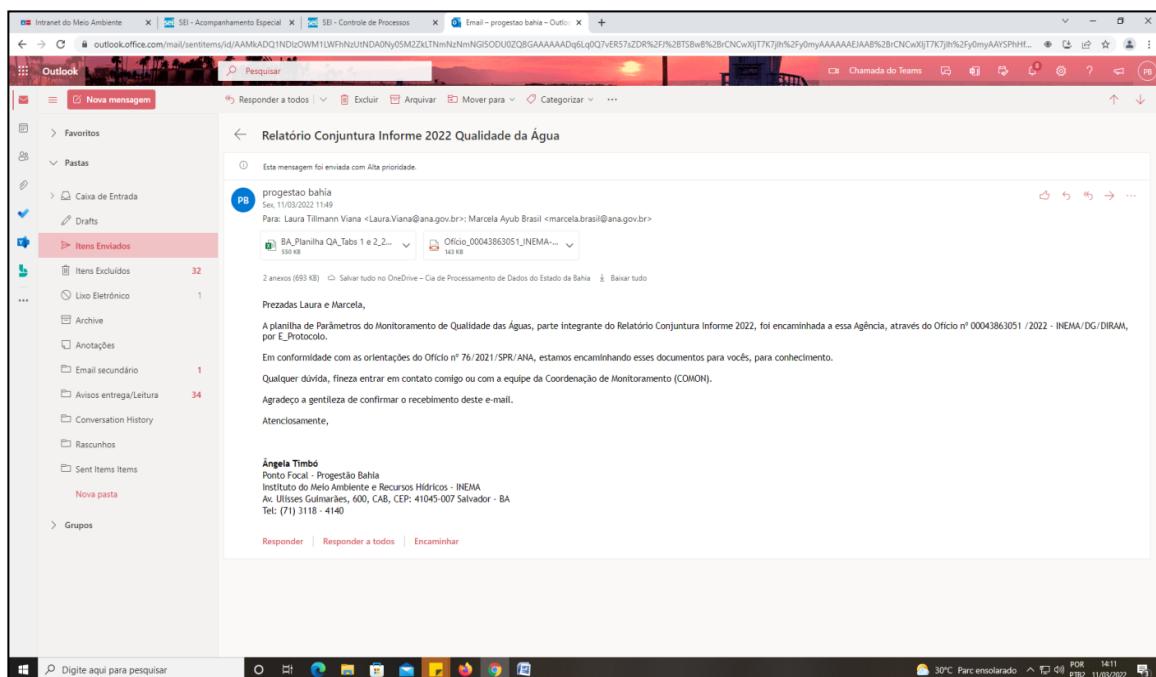 Intranet do Meio Ambiente
SEI - Acompanhamento Especial
SEI - Controle de Processos
Email – progestao bahia – Outlo
Outlook
Pesquisar
Chamada do Teams
PB
Nova mensagem
Responder a todos
Excluir
Arquivar
Mover para
Categorizar
Favoritos
Pastas
Caixa de Entrada
Drafts
Itens Enviados
Itens Excluídos 32
Lixo Eletrônico 1
Archive
Anotações
Email secundário 1
Avisos entrega/Leitura 34
Conversation History
Rascunhos
Sent Items Items
Nova pasta
Grupos
Relatório Conjuntura Informe 2022 Qualidade da Água
Esta mensagem foi enviada com Alta prioridade.
PB
progestao bahia
Sex, 11/03/2022 11:49
Para: Laura Tillmann Viana <Laura.Viana@ana.gov.br>; Marcela Ayub Brasil <marcela.brasil@ana.gov.br>
BA_Planilha QA_Tabs 1 e 2_2...
550 KB
Ofício_00043863051_INEMA-...
143 KB
2 anexos (693 KB) Salvar tudo no OneDrive – Cia de Processamento de Dados do Estado da Bahia Baixar tudo
Prezadas Laura e Marcela,
A planilha de Parâmetros do Monitoramento de Qualidade das Águas, parte integrante do Relatório Conjuntura Informe 2022, foi encaminhada a essa Agência, através do Ofício nº 00043863051 /2022 - INEMA/DG/DIRAM,
por E_Protocolo.
Em conformidade com as orientações do Ofício nº 76/2021/SPR/ANA, estamos encaminhando esses documentos para vocês, para conhecimento.
Qualquer dúvida, fineza entrar em contato comigo ou com a equipe da Coordenação de Monitoramento (COMON).
Agradeço a gentileza de confirmar o recebimento deste e-mail.
Atenciosamente,
Ângela Timbó
Ponto Focal - Progestão Bahia
Instituto do Meio Ambiente e Recursos Hídricos - INEMA
Av. Ulisses Guimarães, 600, CAB, CEP: 41045-007 Salvador - BA
Tel: (71) 3118 - 4140
Responder
Responder a todos
Encaminhar
Digite aqui para pesquisar
30°C Parc ensolarado
POR
PTB2
14:11
11/03/2022